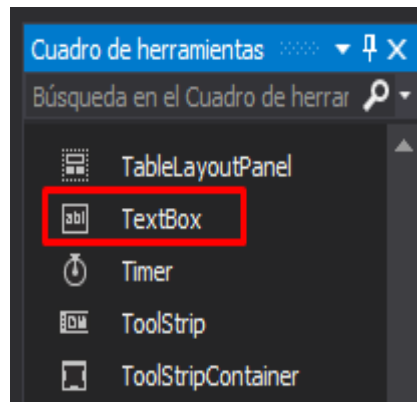 Cuadro de herramientas
Búsqueda en el Cuadro de herrar
TableLayoutPanel
abl TextBox
Timer
ToolStrip
ToolStripContainer